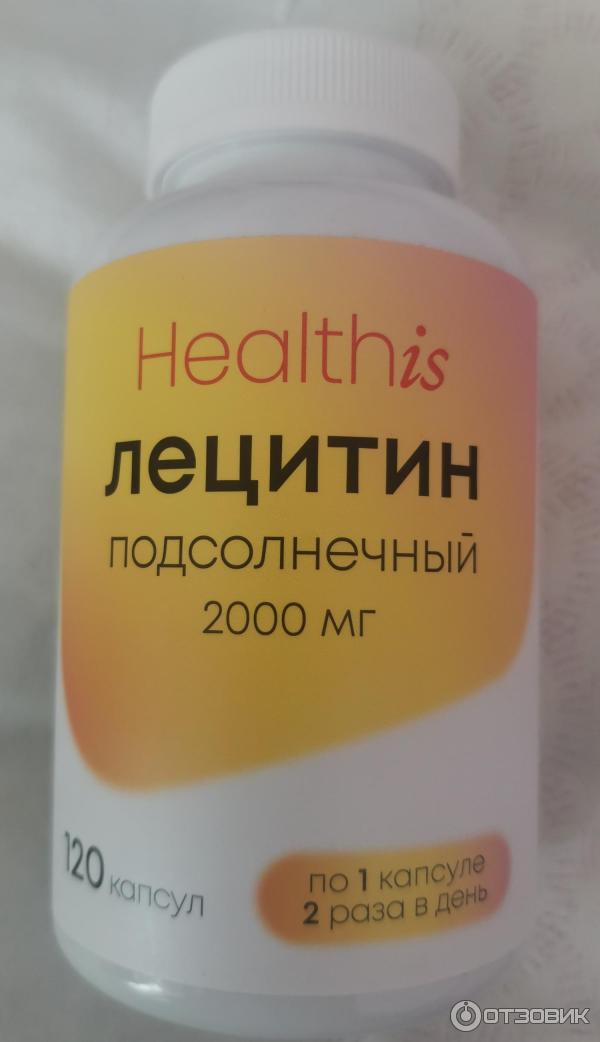 Healthis
лецитин
подсолнечный
2000 мг
120 капсул
по 1 капсуле
2 раза в день
ОТЗОВИК